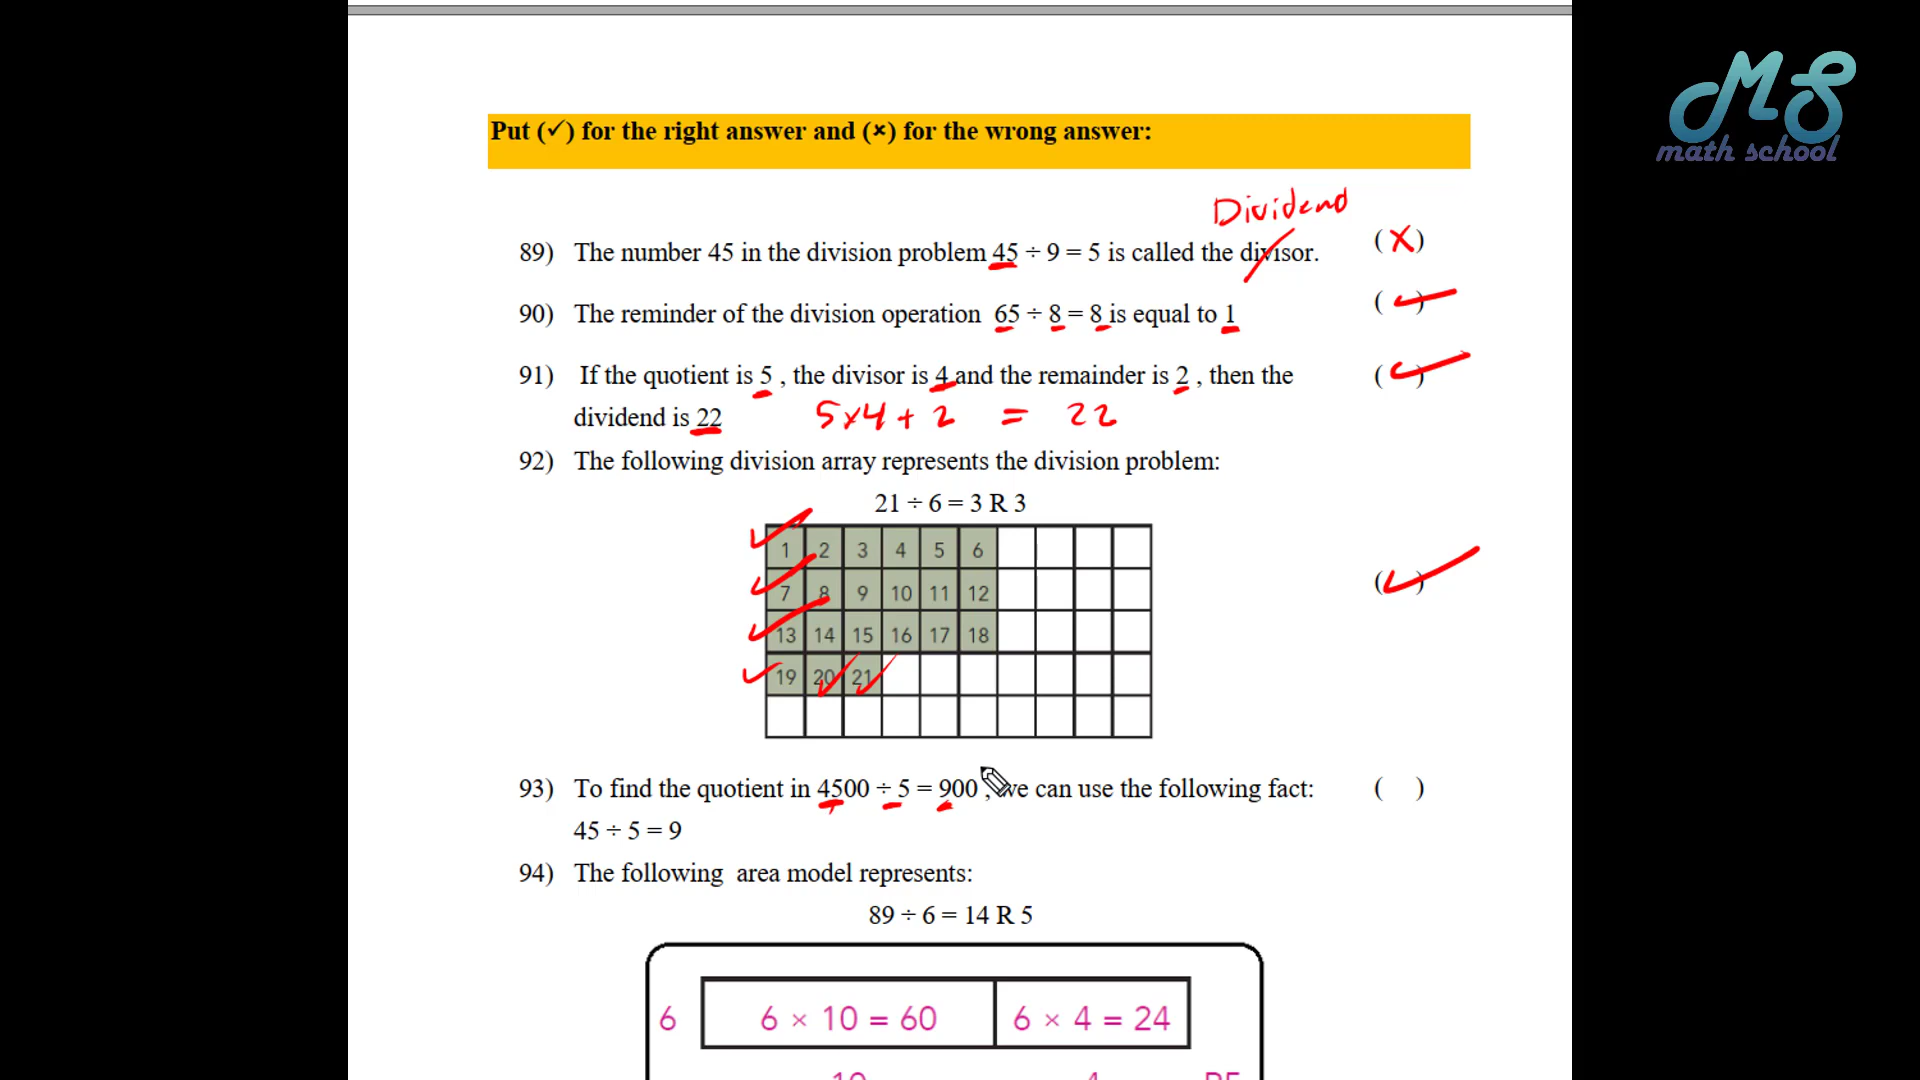 MS
math school
Put (✓) for the right answer and (×) for the wrong answer:
Dividend
89) The number 45 in the division problem 45 ÷ 9 = 5 is called the divisor. (X)
90) The reminder of the division operation 65 ÷ 8 = 8 is equal to 1 (✓)
91) If the quotient is 5 , the divisor is 4 and the remainder is 2 , then the (✓)
dividend is 22 5x4 + 2 = 22
92) The following division array represents the division problem:
21 ÷ 6 = 3 R 3
1 2 3 4 5 6
7 8 9 10 11 12 (✓)
13 14 15 16 17 18
19 20 21
93) To find the quotient in 4500 ÷ 5 = 900 , we can use the following fact: ( )
45 ÷ 5 = 9
94) The following area model represents:
89 ÷ 6 = 14 R 5
6 6 × 10 = 60 6 × 4 = 24
10 4 R5